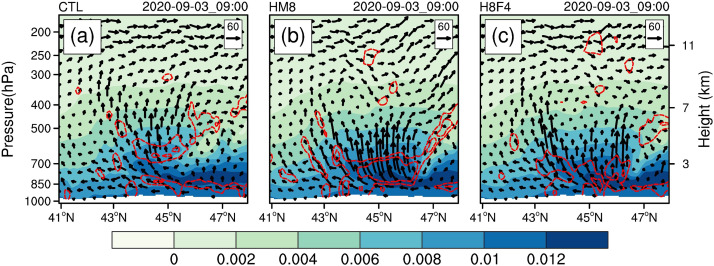 CTL 2020-09-03_09:00 HM8 2020-09-03_09:00 H8F4 2020-09-03_09:00
(a) 60 (b) 60 (c) 60
Pressure(hPa)
200
250
300
400
500
700
850
1000
11
7
3
Height (km)
41°N 43°N 45°N 47°N 41°N 43°N 45°N 47°N 41°N 43°N 45°N 47°N
0 0.002 0.004 0.006 0.008 0.01 0.012